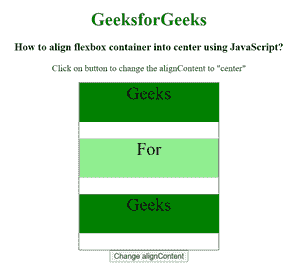 GeeksforGeeks
How to align flexbox container into center using JavaScript?
Click on button to change the alignContent to "center"
Geeks
For
Geeks
Change alignContent